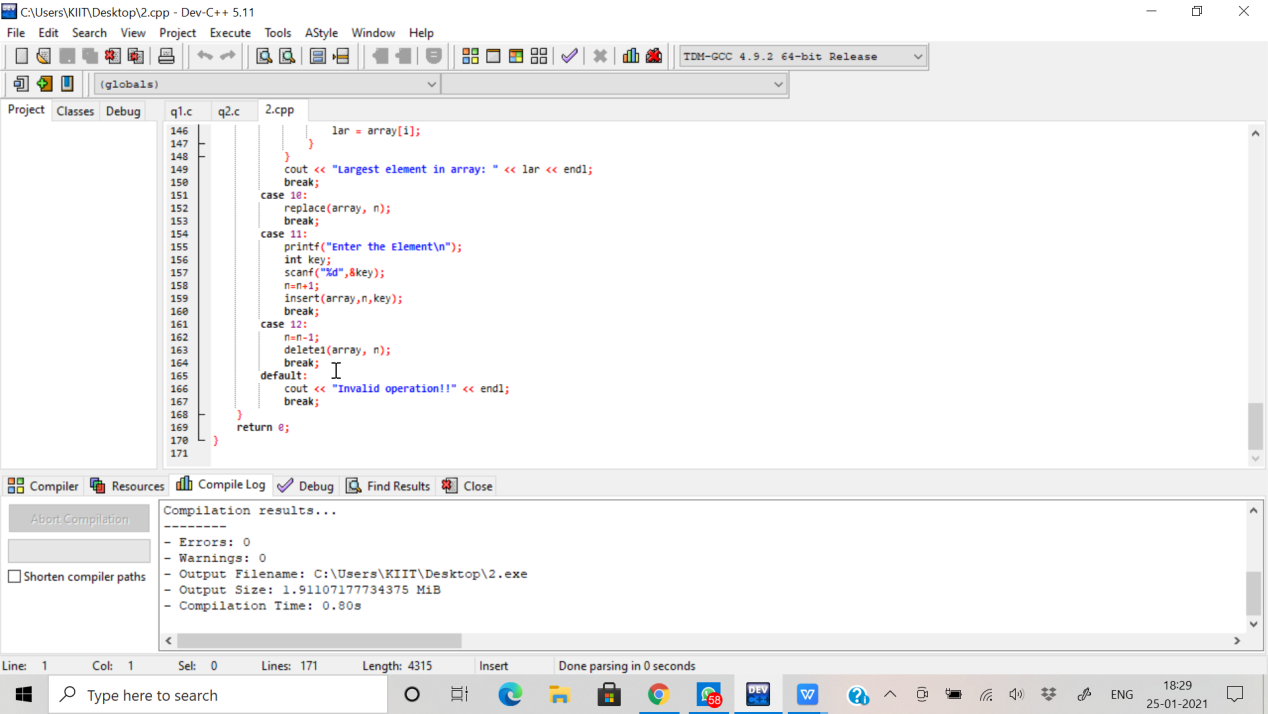 C:\Users\KIIT\Desktop\2.cpp - Dev-C++ 5.11
File Edit Search View Project Execute Tools AStyle Window Help
TDM-GCC 4.9.2 64-bit Release
(globals)
Project Classes Debug q1.c q2.c 2.cpp
146 lar = array[i];
147 }
148 }
149 cout << "Largest element in array: " << lar << endl;
150 break;
151 case 10:
152 replace(array, n);
153 break;
154 case 11:
155 printf("Enter the Element\n");
156 int key;
157 scanf("%d",&key);
158 n=n+1;
159 insert(array,n,key);
160 break;
161 case 12:
162 n=n-1;
163 delete1(array, n);
164 break;
165 default:
166 cout << "Invalid operation!!" << endl;
167 break;
168 }
169 return 0;
170 }
171
Compiler Resources Compile Log Debug Find Results Close
Abort Compilation
Shorten compiler paths
Compilation results...
--------
- Errors: 0
- Warnings: 0
- Output Filename: C:\Users\KIIT\Desktop\2.exe
- Output Size: 1.91107177734375 MiB
- Compilation Time: 0.80s
Line: 1 Col: 1 Sel: 0 Lines: 171 Length: 4315 Insert Done parsing in 0 seconds
Type here to search
58
DEV
ENG
18:29
25-01-2021